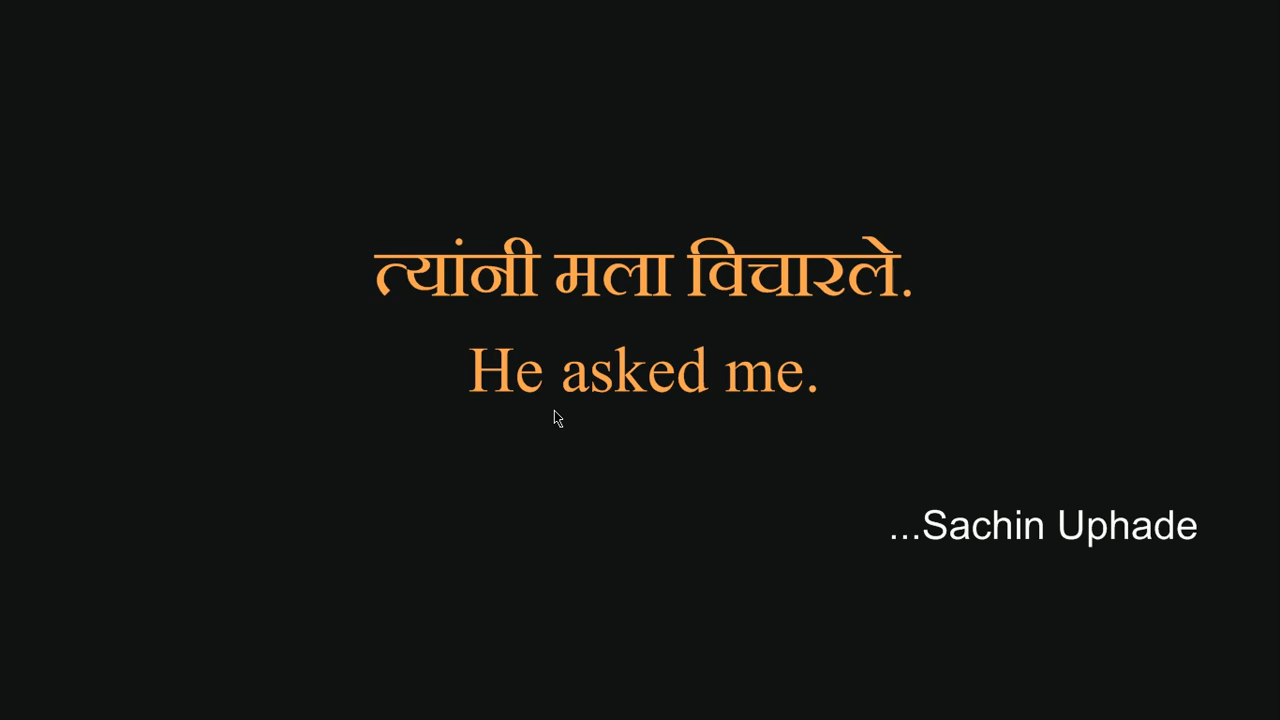 त्यांनी मला विचारले.
He asked me.
...Sachin Uphade